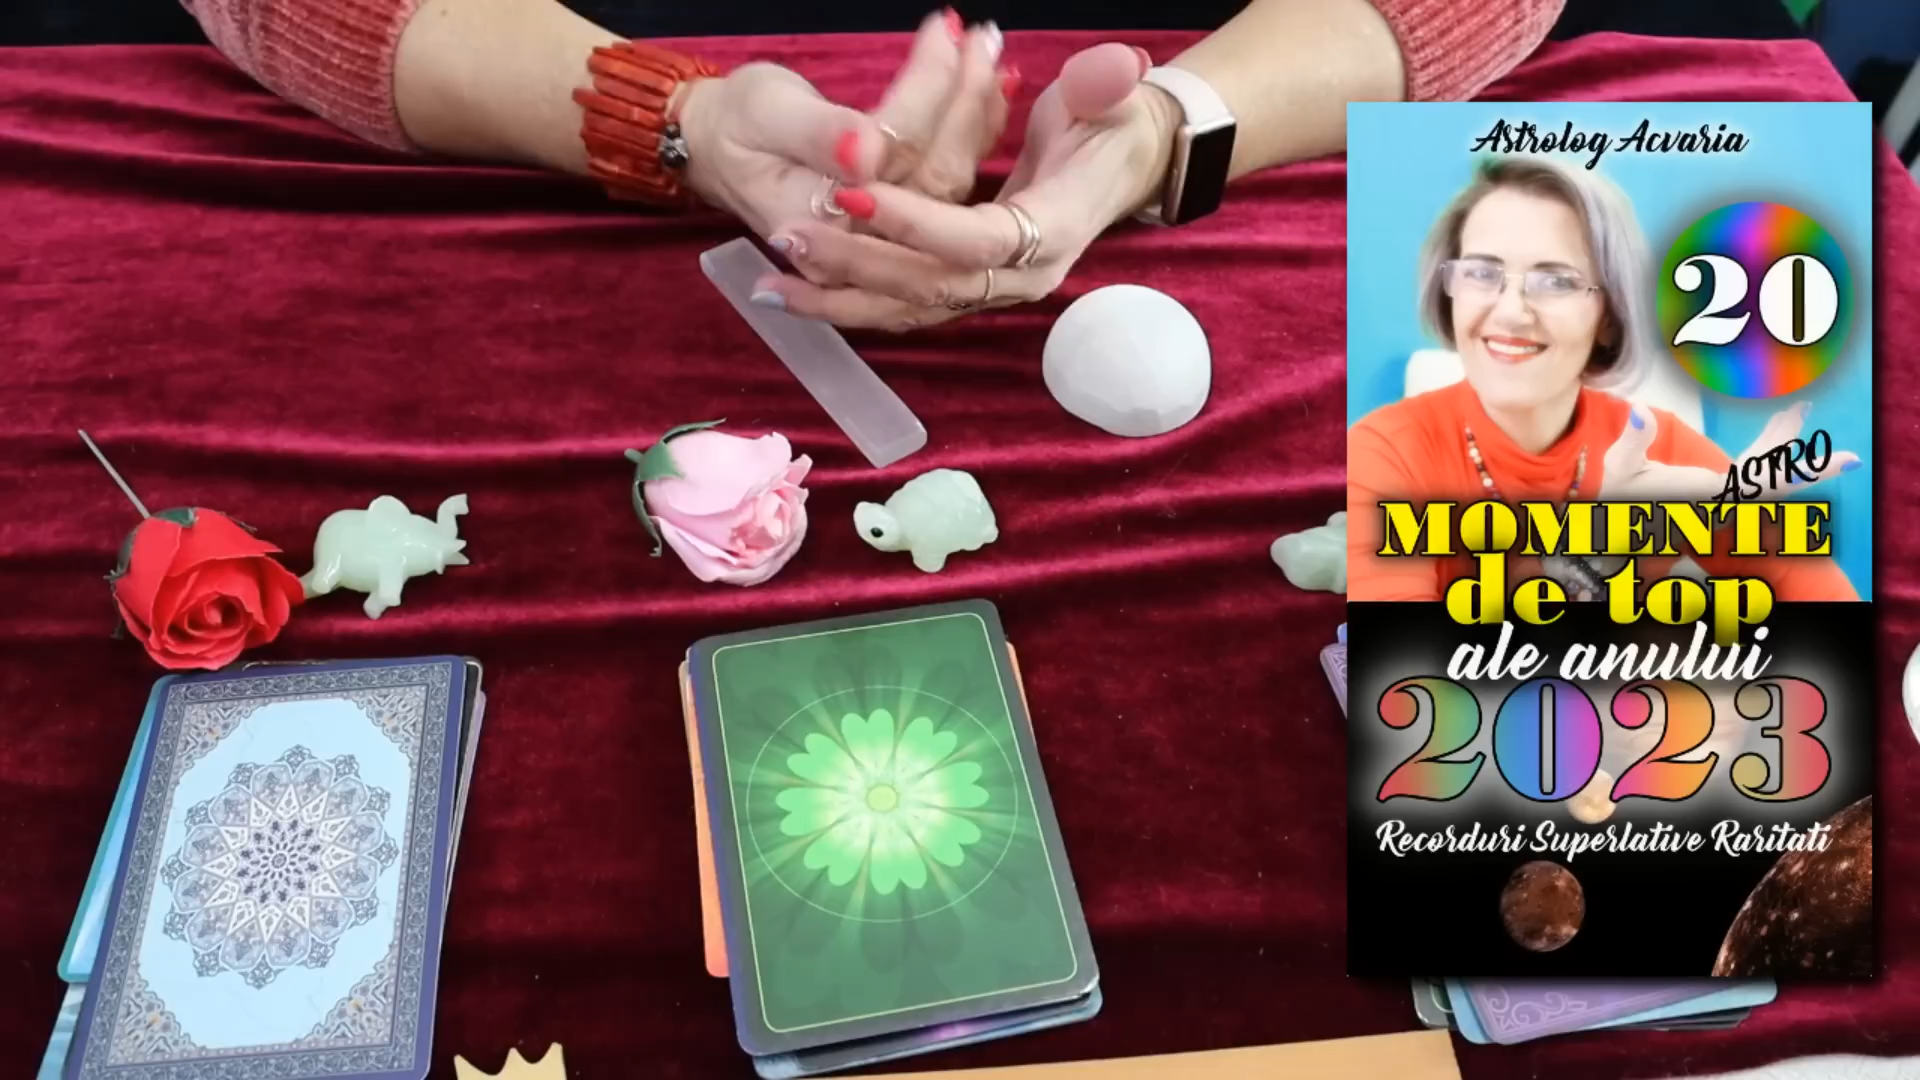 Astrolog Acvaria
20
ASTRO
MOMENTE
de top
ale anului
2023
Recorduri Superlative Raritati